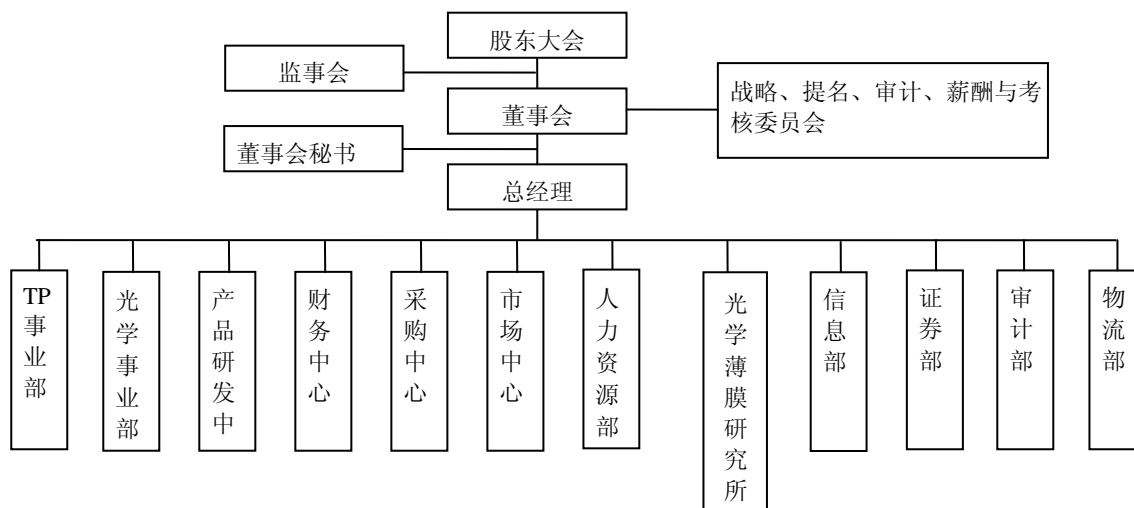 股东大会
监事会
董事会
战略、提名、审计、薪酬与考
核委员会
董事会秘书
总经理
TP
事业部
光学事业部
产品研发中
财务中心
采购中心
市场中心
人力资源部
光学薄膜研究所
信息部
证券部
审计部
物流部